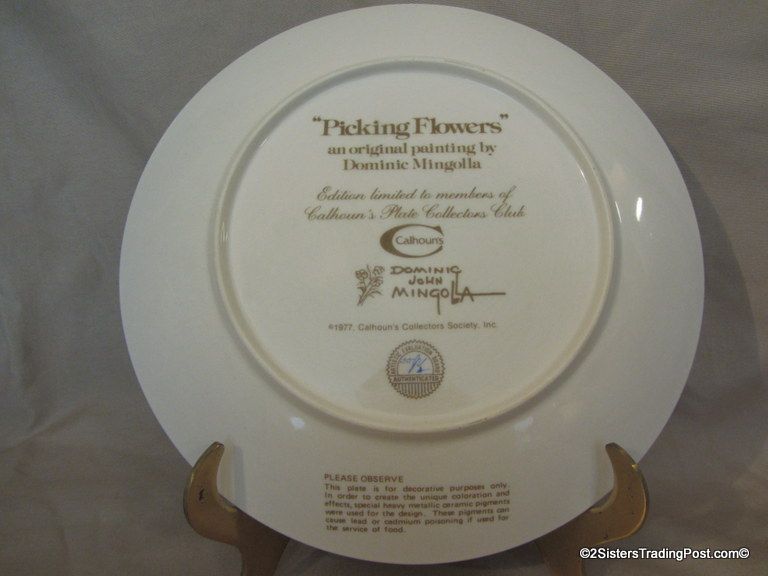 "Picking Flowers"
an original painting by
Dominic Mingolla
Edition limited to members of
Calhoun's Plate Collectors Club
Calhoun's
DOMINIC
JOHN
MINGOLLA
©1977, Calhoun's Collectors Society, Inc.
ARTISTIC EVALUATION BOARD
AUTHENTICATED
PLEASE OBSERVE
This plate is for decorative purposes only.
In order to create the unique coloration and
effects, special heavy metallic ceramic pigments
were used for the design. These pigments can
cause lead or cadmium poisoning if used for
the service of food.
©2SistersTradingPost.com©